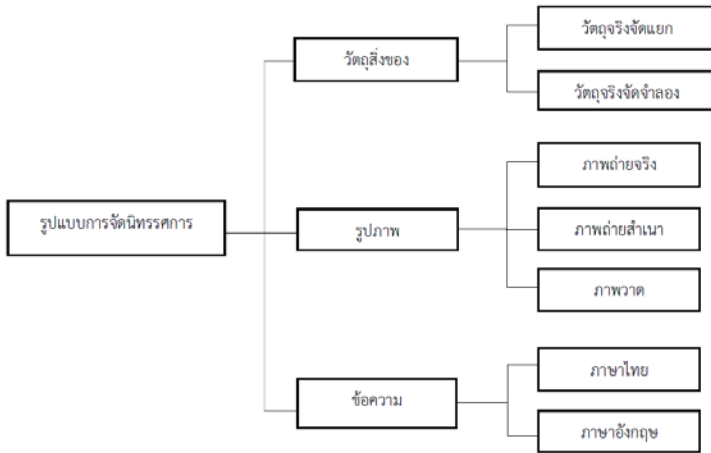 รูปแบบการจัดนิทรรศการ
วัตถุสิ่งของ
วัตถุจริงจัดแยก
วัตถุจริงจัดจำลอง
รูปภาพ
ภาพถ่ายจริง
ภาพถ่ายสำเนา
ภาพวาด
ข้อความ
ภาษาไทย
ภาษาอังกฤษ